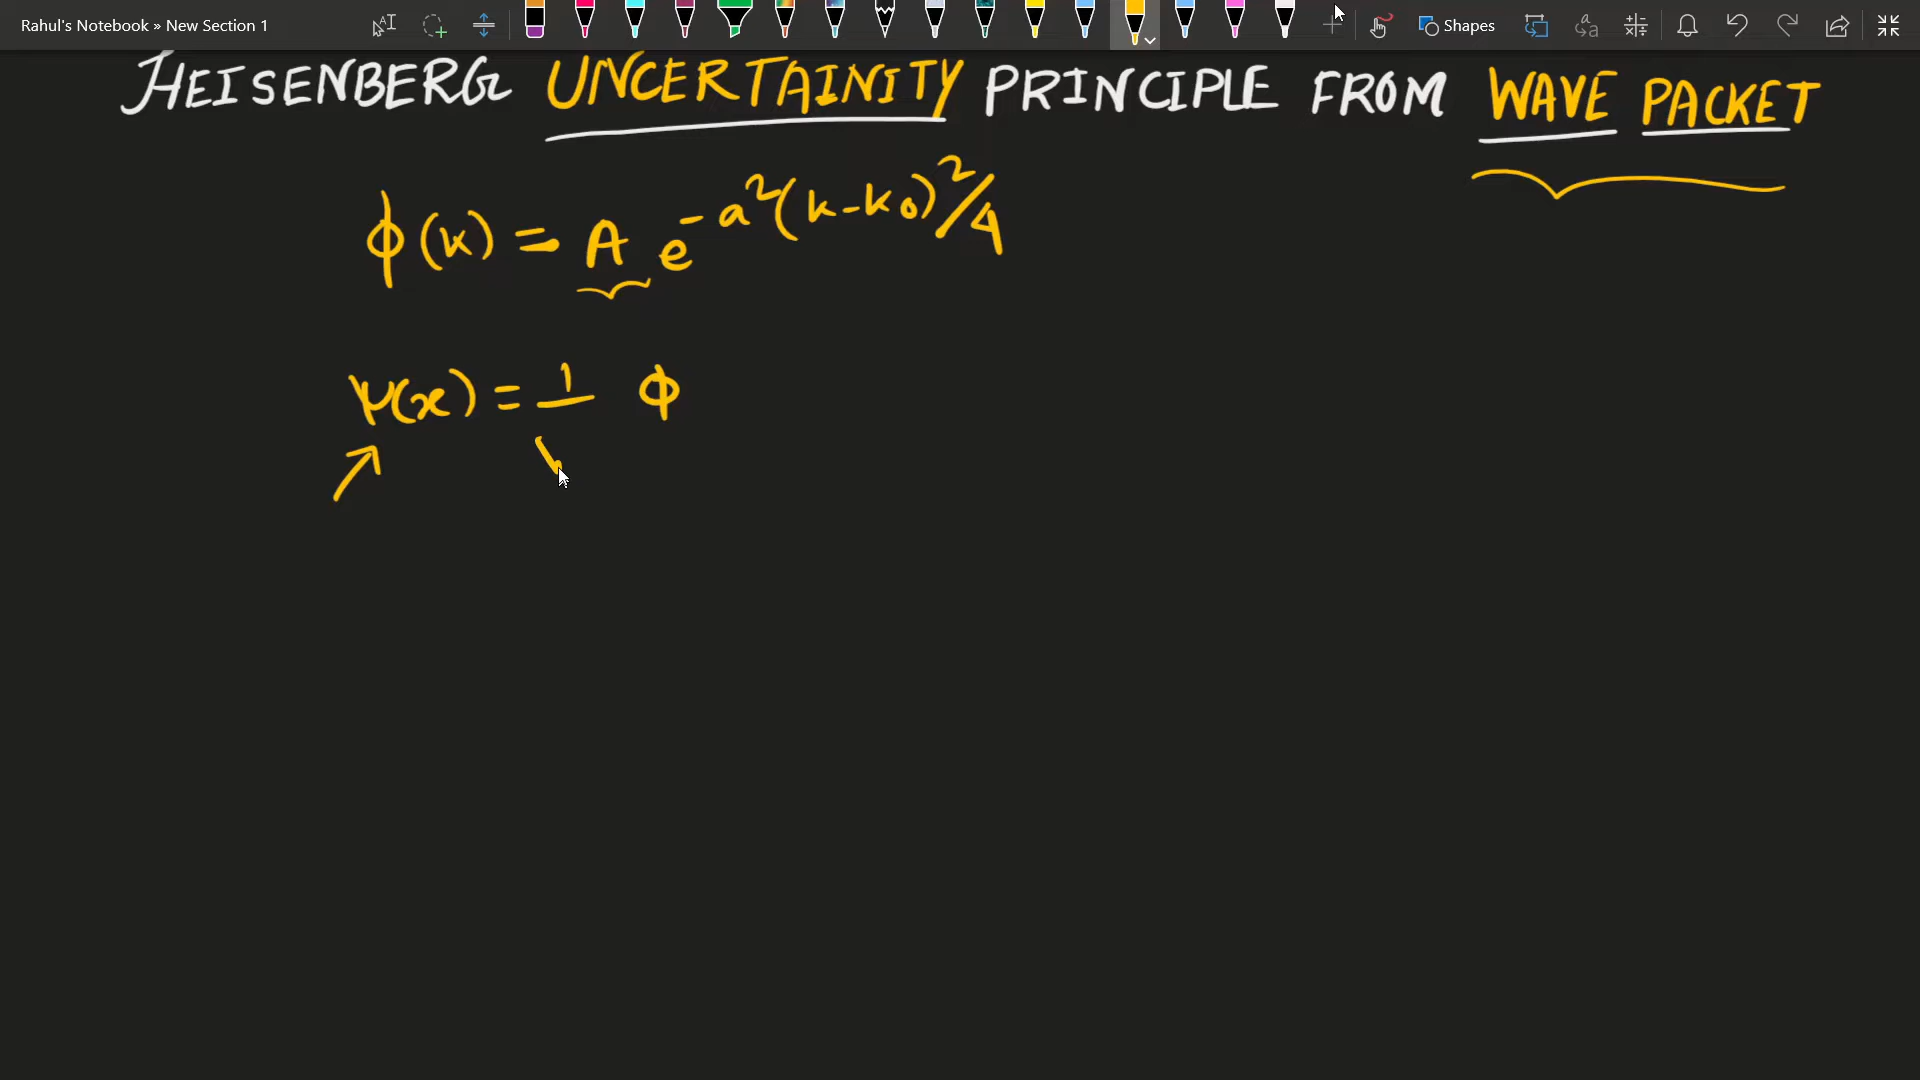 Rahul's Notebook » New Section 1
Shapes
HEISENBERG UNCERTAINITY PRINCIPLE FROM WAVE PACKET
ϕ(k) = A e^{-a²(k-k₀)²/4}
ψ(x) = 1/ ϕ